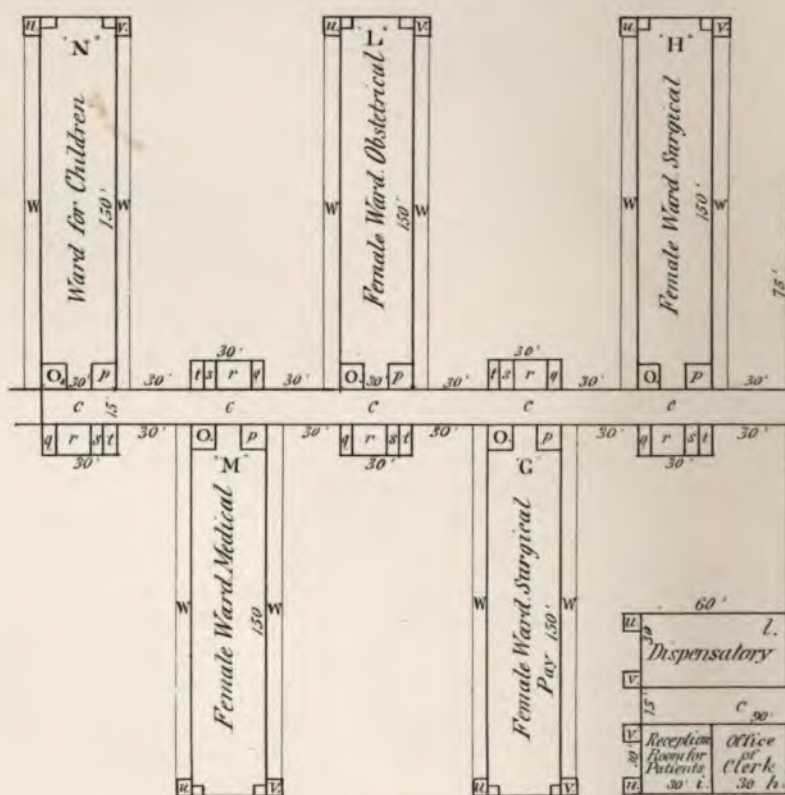 u. v. u. v. u. v.
"N" "L" "H"
Ward for Children
150'
Female Ward. Obstetrical
150'
Female Ward. Surgical
150'
W W W W W W
75'
30' 30'
O. 30' p 30' t s r q 30' O. 30' p 30' t s r q 30' O. p 30'
C 15' C C C C
q r s t 30' O. p 30' q r s t 30' O. p 30' q r s t 30'
30' 30' 30'
"M" "G"
Female Ward. Medical
150
Female Ward. Surgical
Pay 150'
W W W W
60'
u. 30' l.
Dispensatory
v.
15' C 90'
v. Reception Office
30' Room for of
Patients Clerk
u. 30' i. 30 h.
u. v. u. v.